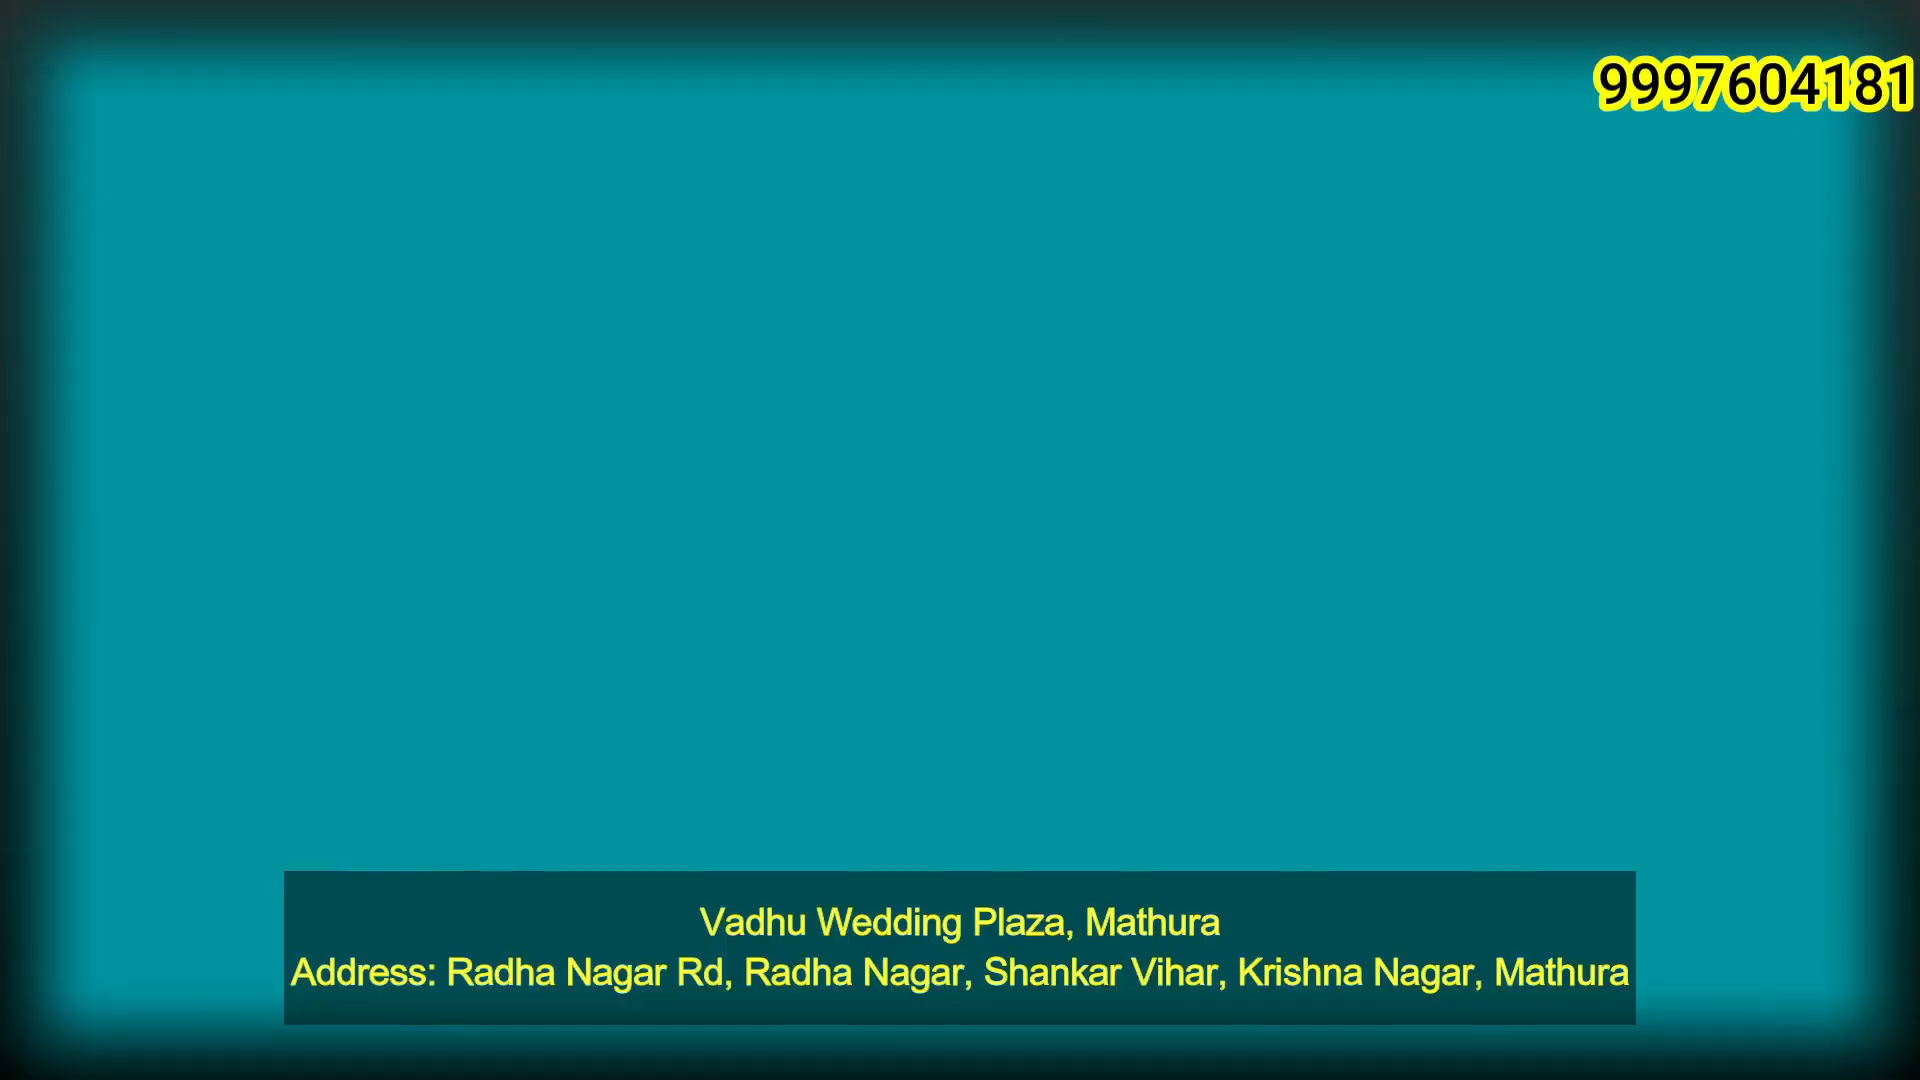 9997604181
Vadhu Wedding Plaza, Mathura
Address: Radha Nagar Rd, Radha Nagar, Shankar Vihar, Krishna Nagar, Mathura